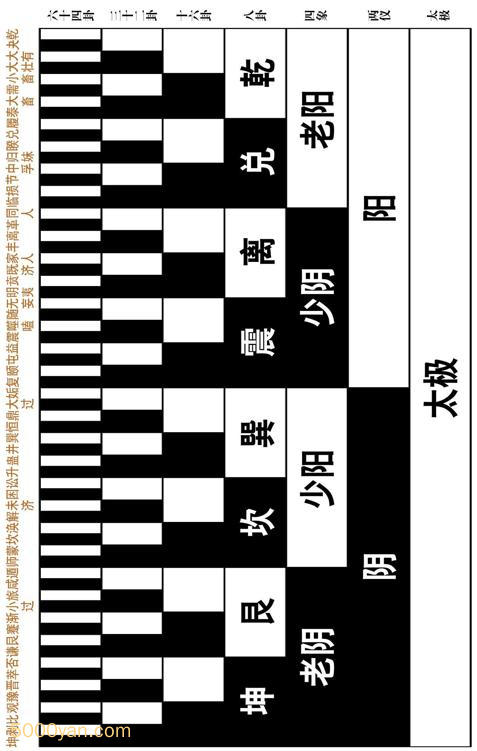 坤剥比观豫晋萃否谦艮蹇渐小旅咸遁师蒙坎涣解未困讼升蛊井巽恒鼎大姤复颐屯益震噬随无明贲既家丰离革同临损节中归睽兑履泰大需小大大夬乾
过 济 过 嗑 妄夷 济人 人 孚妹 畜 畜壮有
5000yan.com
六十四卦
三十二卦
十六卦
坤 艮 坎 巽 震 离 兑 乾 八卦
老阴 少阳 少阴 老阳 四象
阴 阳 两仪
太极 太极